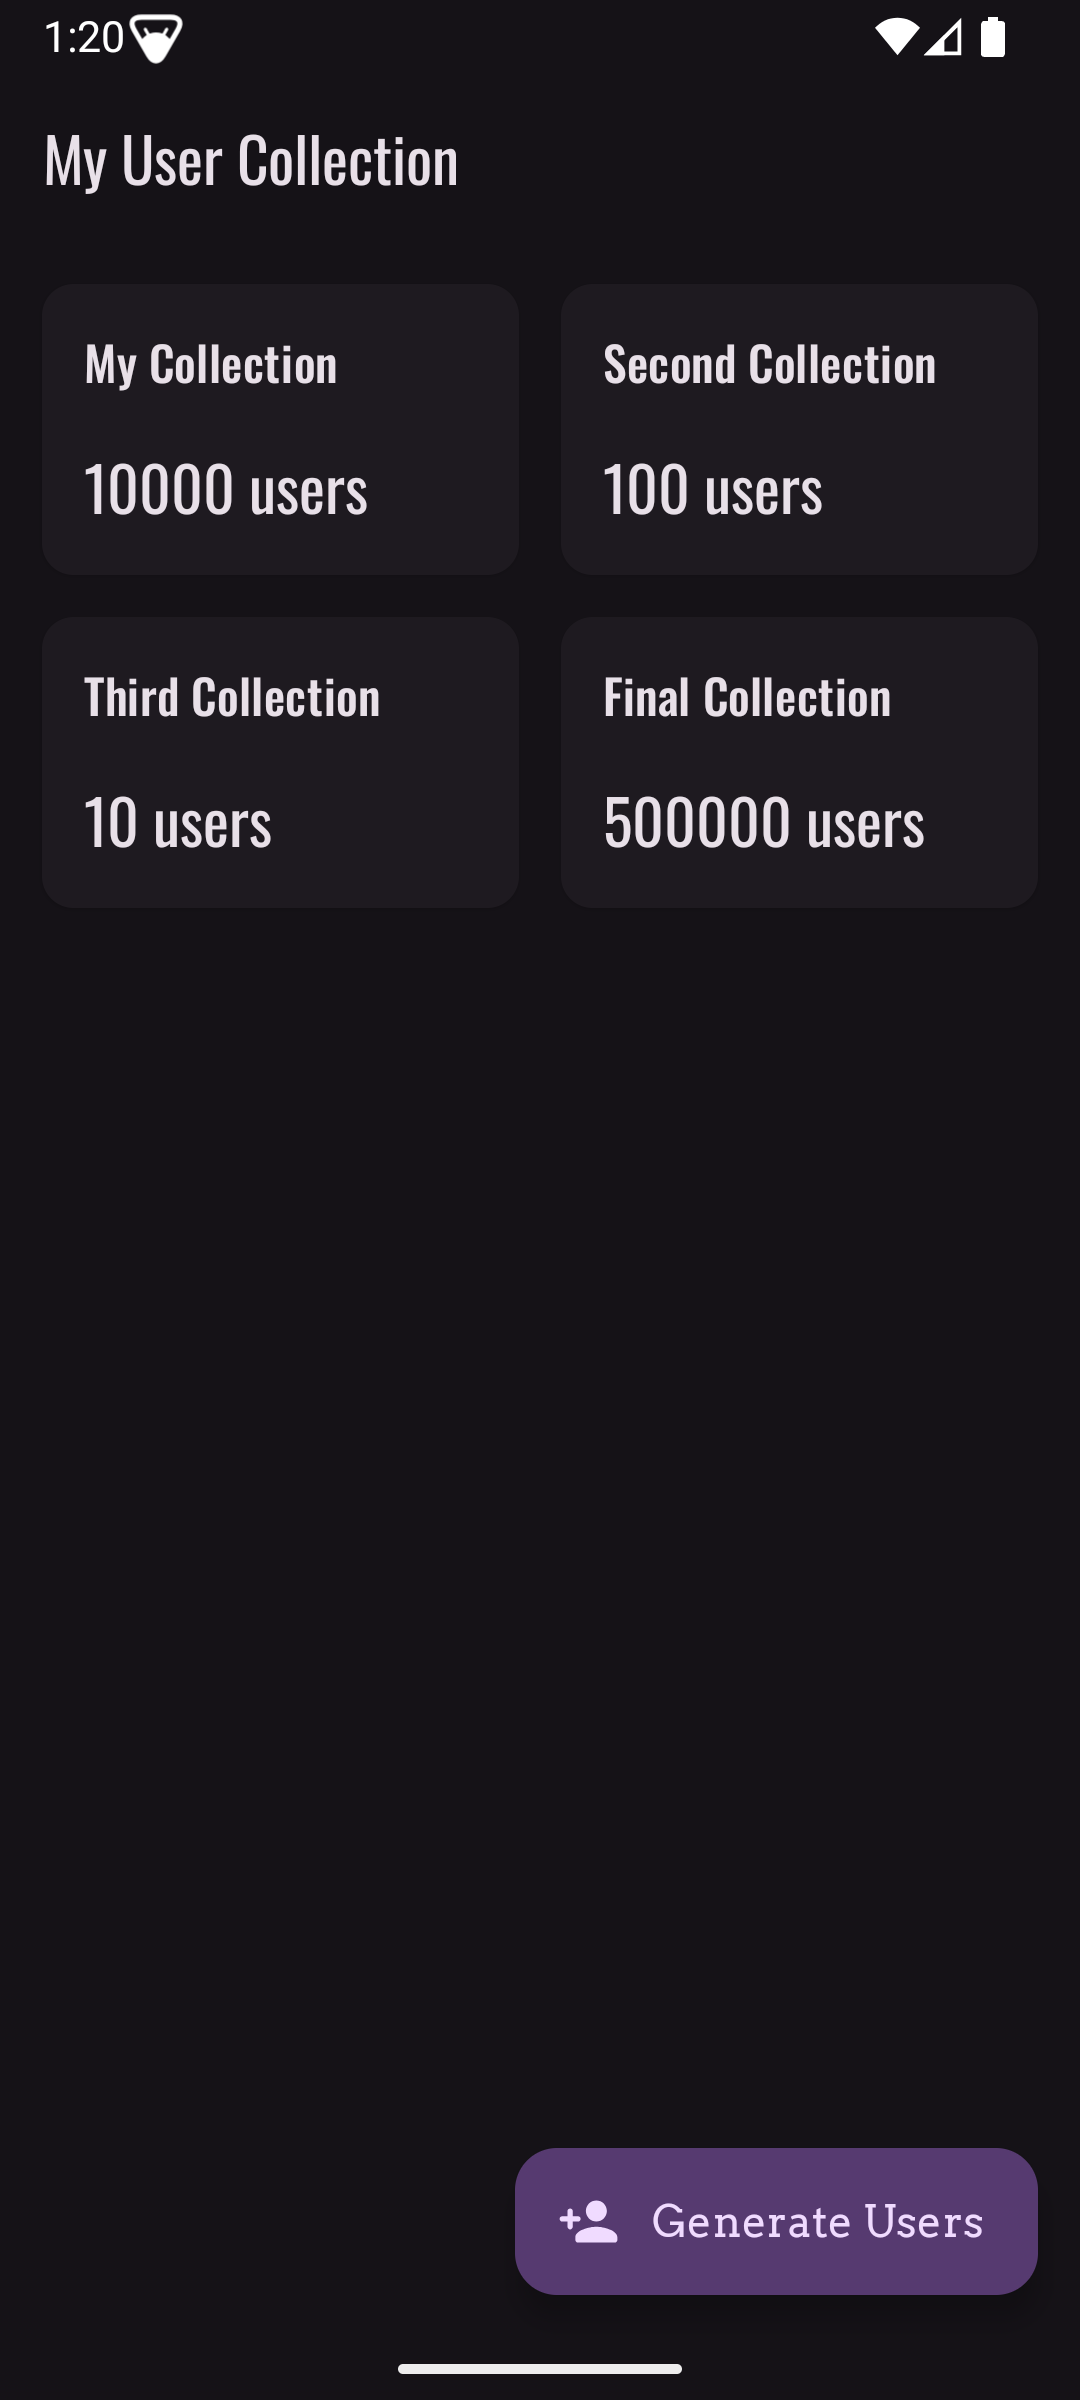 1:20
My User Collection
My Collection
10000 users
Second Collection
100 users
Third Collection
10 users
Final Collection
500000 users
Generate Users